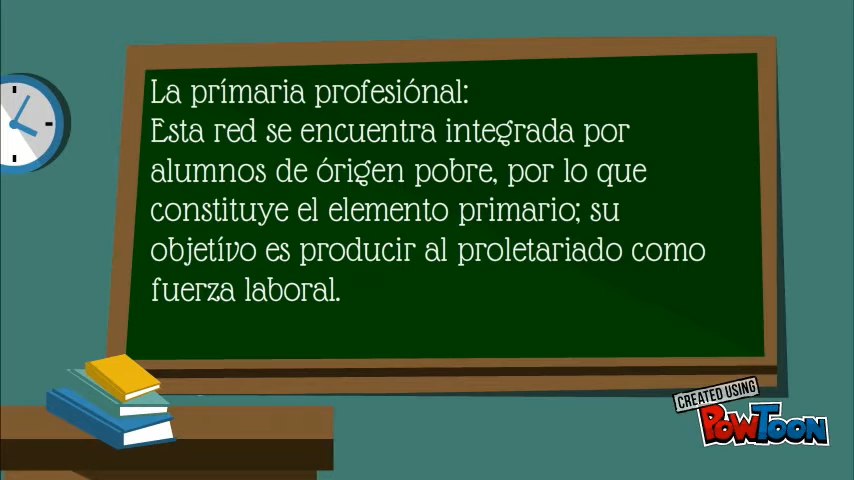 La prímaria profesiónal:
Esta red se encuentra integrada por
alumnos de órigen pobre, por lo que
constituye el elemento primario; su
objetívo es producir al proletariado como
fuerza laboral.
CREATED USING
POWTOON